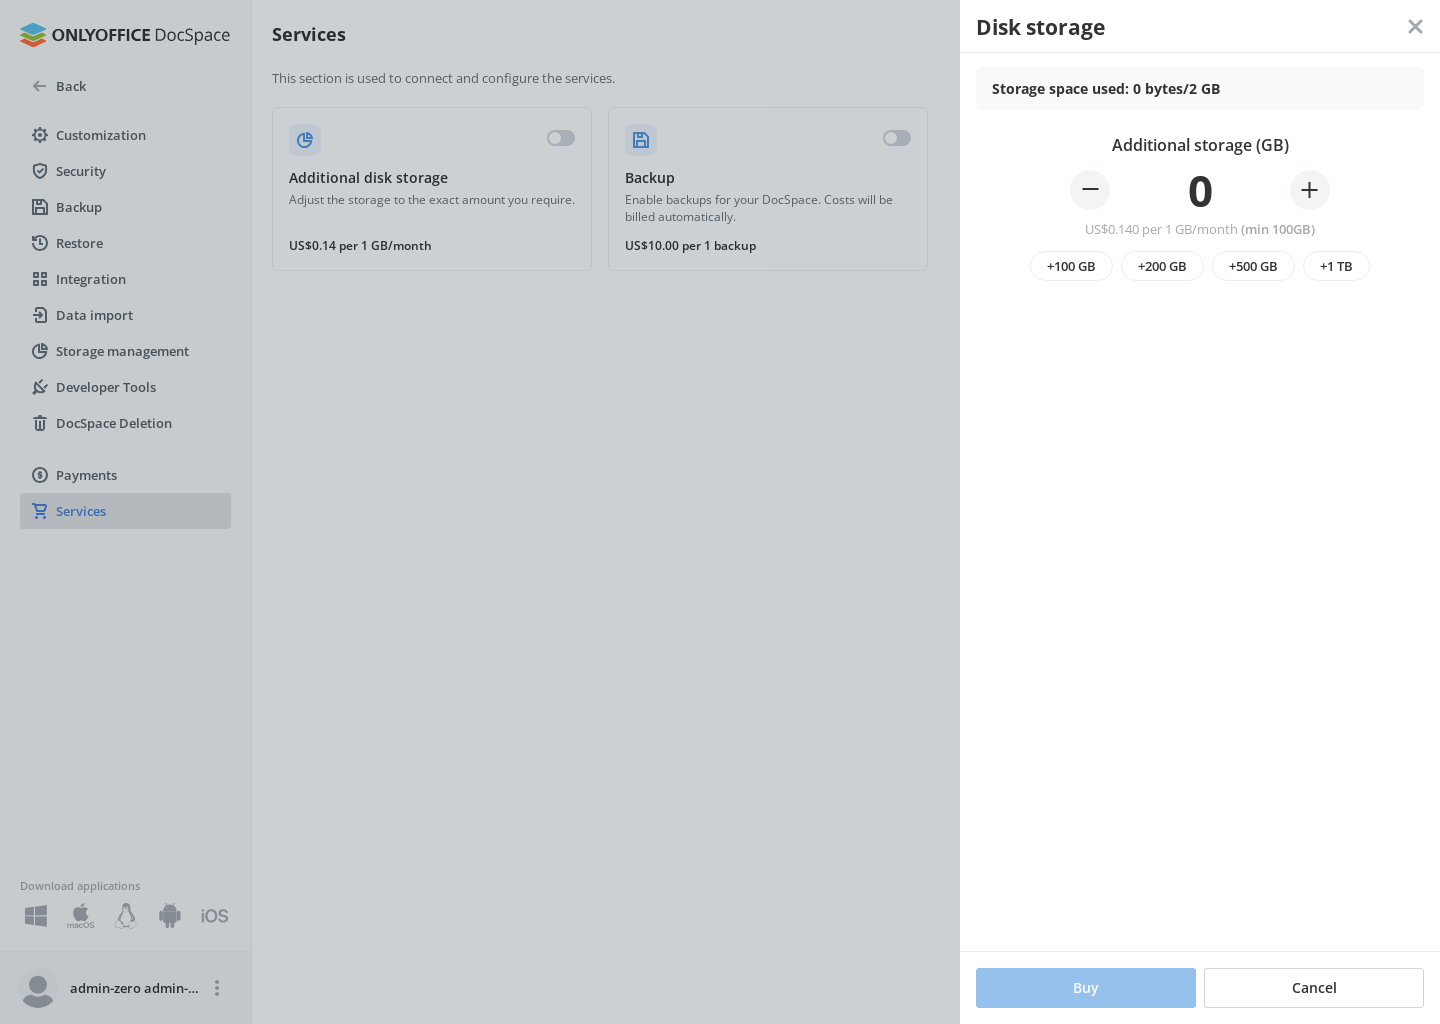 ONLYOFFICE DocSpace
Back
Customization
Security
Backup
Restore
Integration
Data import
Storage management
Developer Tools
DocSpace Deletion
Payments
Services
Download applications
macOS
iOS
admin-zero admin-...
Services
This section is used to connect and configure the services.
Additional disk storage
Adjust the storage to the exact amount you require.
US$0.14 per 1 GB/month
Backup
Enable backups for your DocSpace. Costs will be
billed automatically.
US$10.00 per 1 backup
Disk storage
Storage space used: 0 bytes/2 GB
Additional storage (GB)
0
US$0.140 per 1 GB/month (min 100GB)
+100 GB
+200 GB
+500 GB
+1 TB
Buy
Cancel